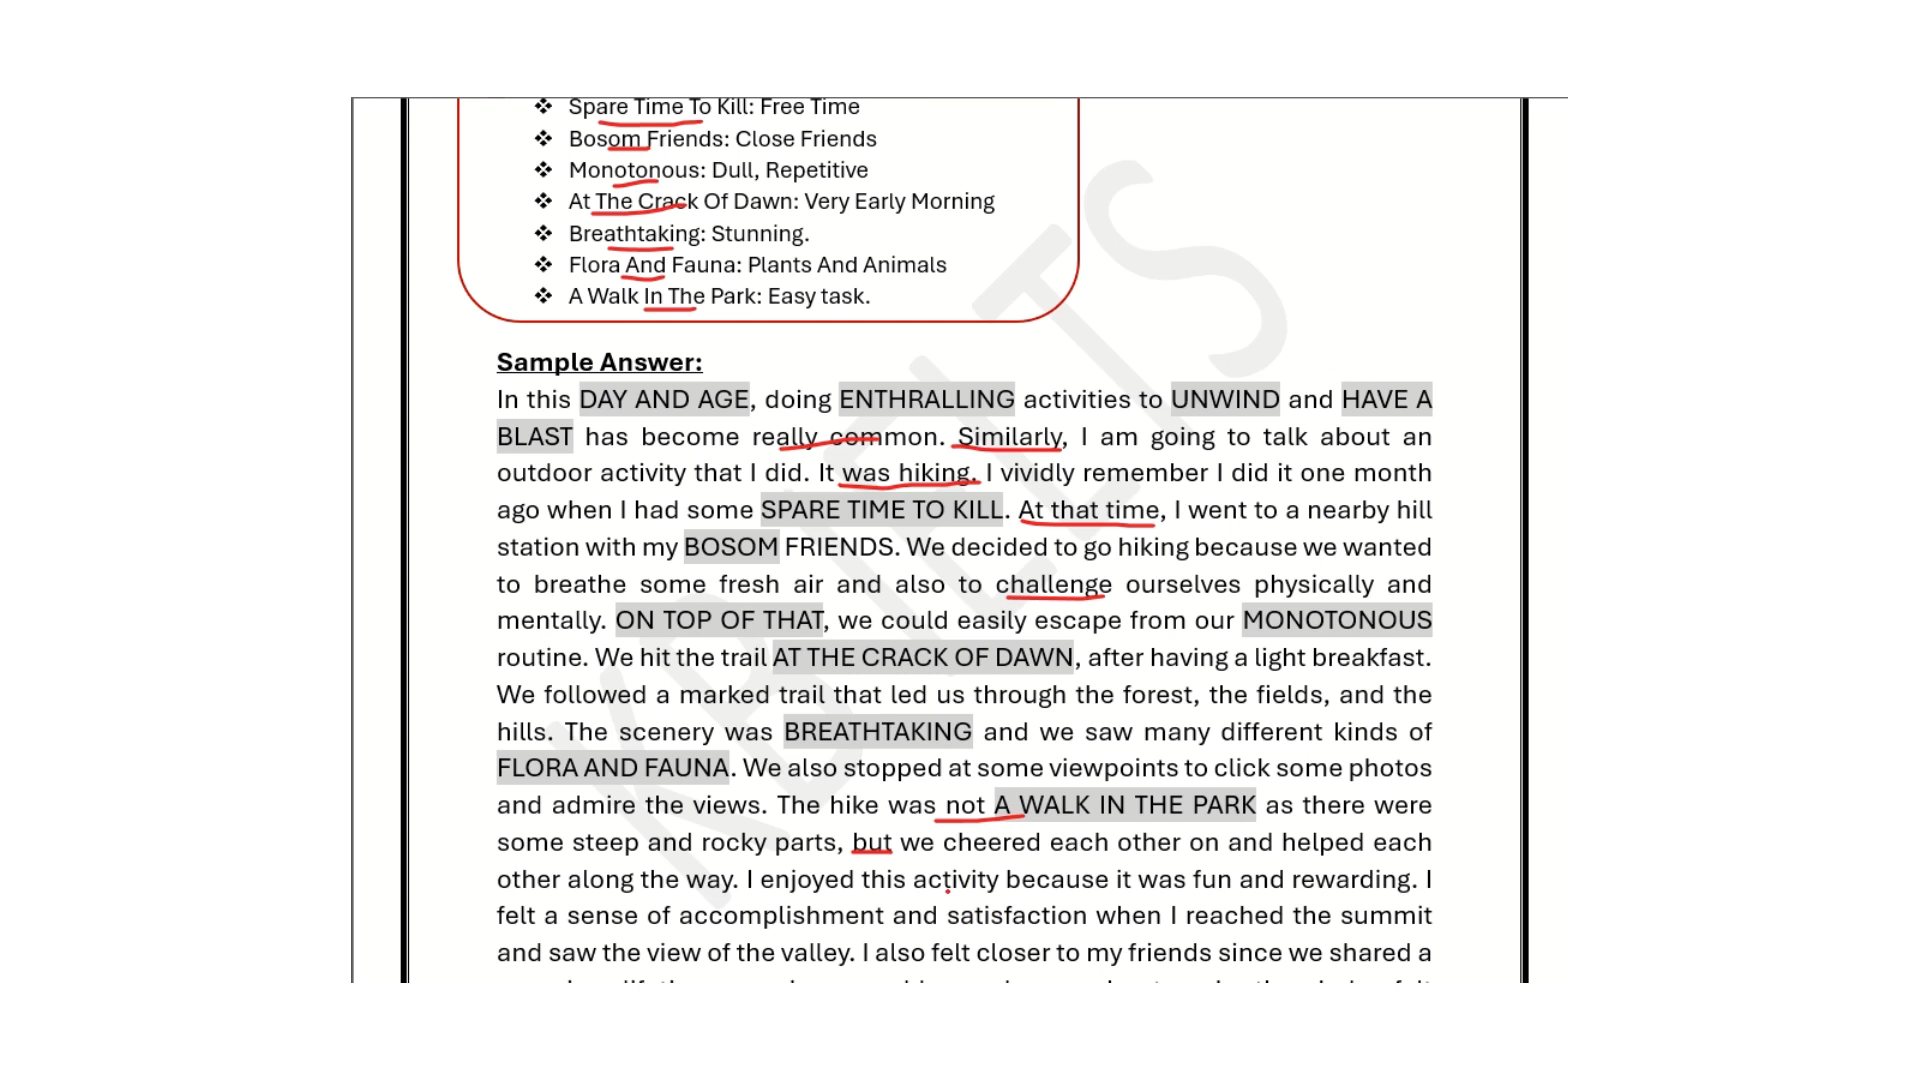 ❖ Spare Time To Kill: Free Time
❖ Bosom Friends: Close Friends
❖ Monotonous: Dull, Repetitive
❖ At The Crack Of Dawn: Very Early Morning
❖ Breathtaking: Stunning.
❖ Flora And Fauna: Plants And Animals
❖ A Walk In The Park: Easy task.
Sample Answer:
In this DAY AND AGE, doing ENTHRALLING activities to UNWIND and HAVE A
BLAST has become really common. Similarly, I am going to talk about an
outdoor activity that I did. It was hiking. I vividly remember I did it one month
ago when I had some SPARE TIME TO KILL. At that time, I went to a nearby hill
station with my BOSOM FRIENDS. We decided to go hiking because we wanted
to breathe some fresh air and also to challenge ourselves physically and
mentally. ON TOP OF THAT, we could easily escape from our MONOTONOUS
routine. We hit the trail AT THE CRACK OF DAWN, after having a light breakfast.
We followed a marked trail that led us through the forest, the fields, and the
hills. The scenery was BREATHTAKING and we saw many different kinds of
FLORA AND FAUNA. We also stopped at some viewpoints to click some photos
and admire the views. The hike was not A WALK IN THE PARK as there were
some steep and rocky parts, but we cheered each other on and helped each
other along the way. I enjoyed this activity because it was fun and rewarding. I
felt a sense of accomplishment and satisfaction when I reached the summit
and saw the view of the valley. I also felt closer to my friends since we shared a